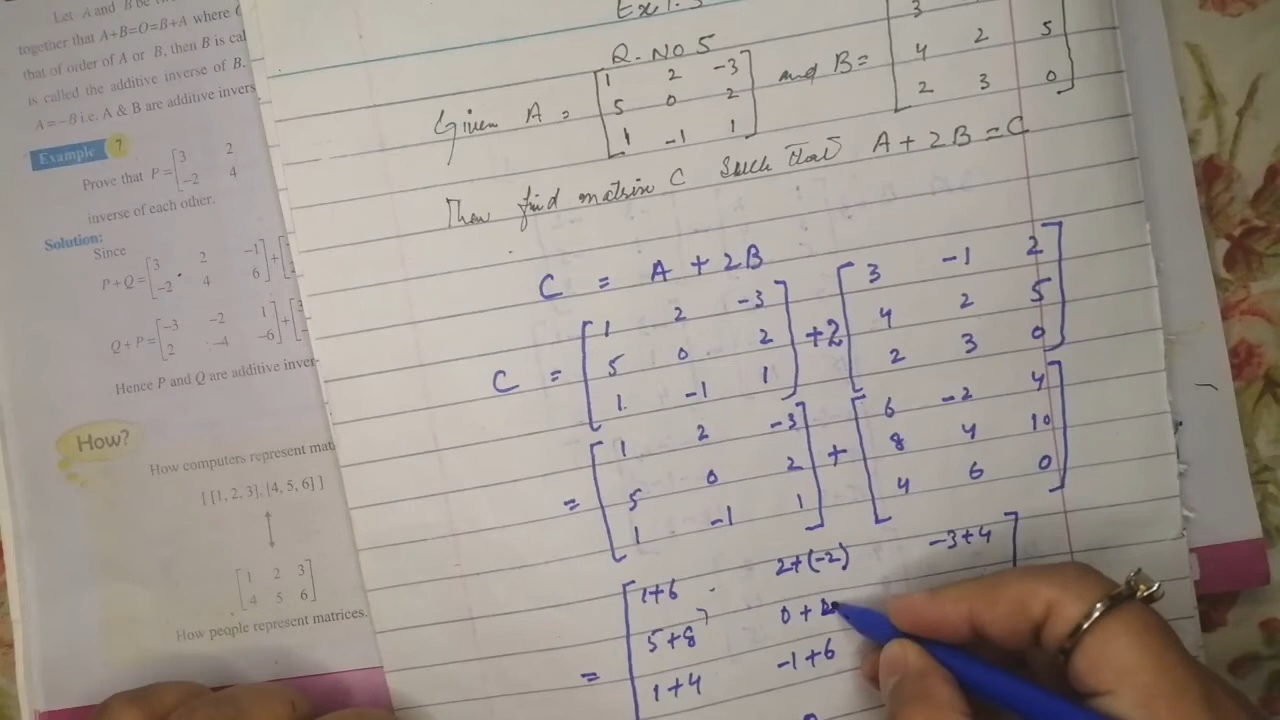 Let A and B be
together that A+B=O=B+A where
that of order of A or B, then B is cal
is called the additive inverse of B.
A=-B i.e. A & B are additive invers
Example 7
Prove that P = [3 2
-2 4
inverse of each other.
Solution:
Since
P+Q = [3 2 -1] + [
-2 4 6]
Q+P = [-3 -2 1] + [3
2 -4 -6]
Hence P and Q are additive inver
How?
How computers represent mat
[ [1, 2, 3], [4, 5, 6] ]
[1 2 3]
[4 5 6]
How people represent matrices.
Q. NO 5
Given A = [1 2 -3] and B = [3
[5 0 2] [4 2 5]
[1 -1 1] [2 3 0]
Then find matrix C such that A + 2B = C
C = A + 2B
C = [1 2 -3] +2 [3 -1 2]
[5 0 2] [4 2 5]
[1 -1 1] [2 3 0]
= [1 2 -3] + [6 -2 4]
[5 0 2] [8 4 10]
[1 -1 1] [4 6 0]
= [1+6 2+(-2) -3+4]
5+8 0+
1+4 -1+6